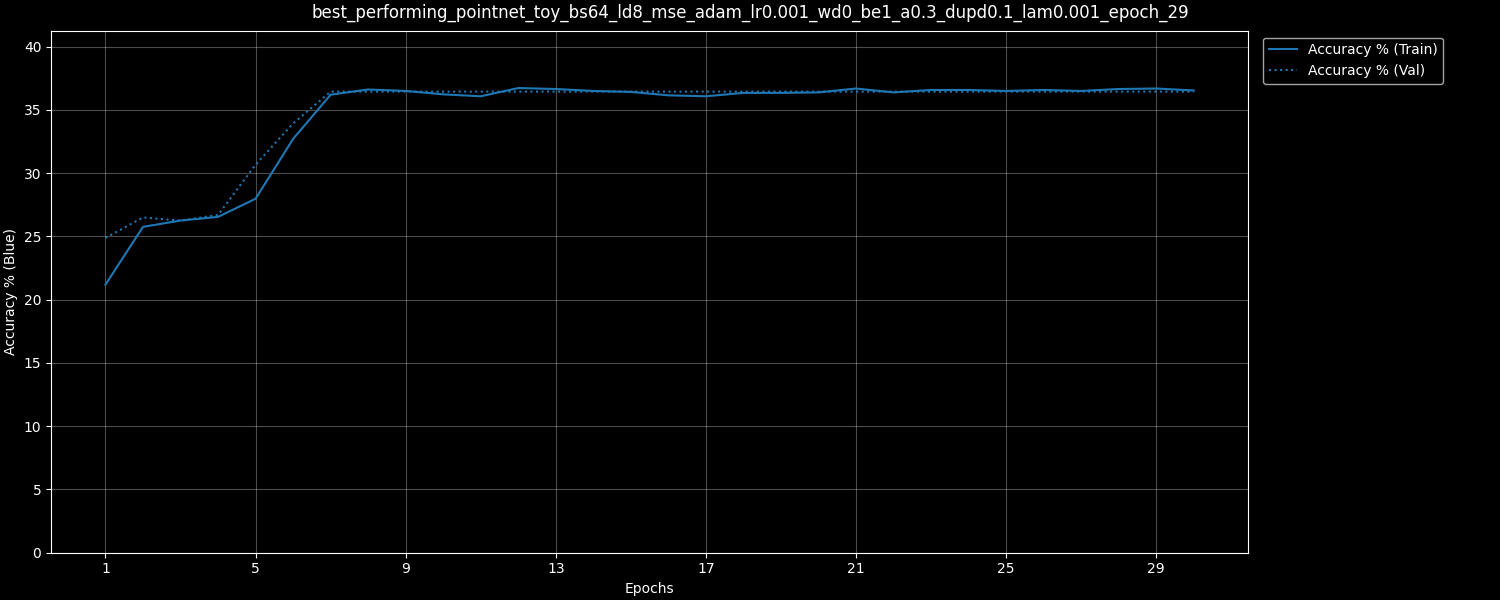 best_performing_pointnet_toy_bs64_ld8_mse_adam_lr0.001_wd0_be1_a0.3_dupd0.1_lam0.001_epoch_29
Accuracy % (Train)
Accuracy % (Val)
40
35
30
25
20
15
10
5
0
Accuracy % (Blue)
1 5 9 13 17 21 25 29
Epochs